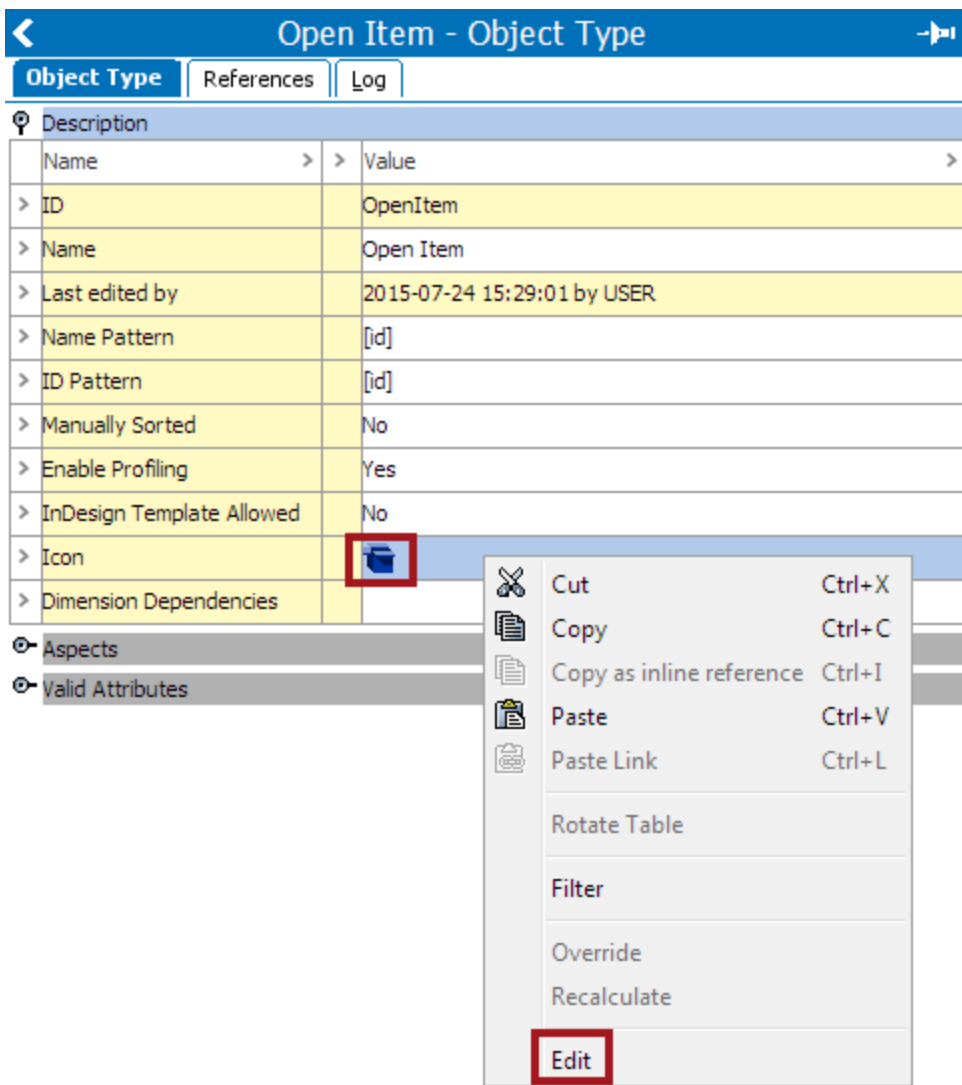 Open Item - Object Type
Object Type References Log
Description
Name > > Value >
> ID OpenItem
> Name Open Item
> Last edited by 2015-07-24 15:29:01 by USER
> Name Pattern [id]
> ID Pattern [id]
> Manually Sorted No
> Enable Profiling Yes
> InDesign Template Allowed No
> Icon
> Dimension Dependencies
Aspects
Valid Attributes
Cut Ctrl+X
Copy Ctrl+C
Copy as inline reference Ctrl+I
Paste Ctrl+V
Paste Link Ctrl+L
Rotate Table
Filter
Override
Recalculate
Edit